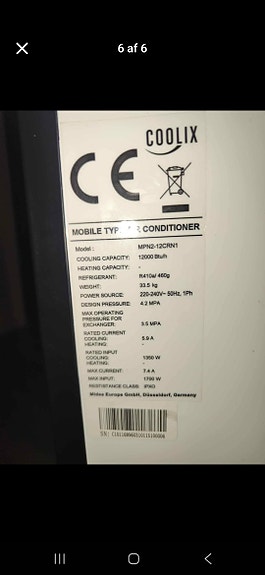 6 af 6
COOLIX
CE
MOBILE TYPE AIR CONDITIONER
Model : MPN2-12CRN1
COOLING CAPACITY: 12000 Btu/h
HEATING CAPACITY: -
REFRIGERANT: R410a/ 460g
WEIGHT: 33.5 kg
POWER SOURCE: 220-240V~ 50Hz, 1Ph
DESIGN PRESSURE: 4.2 MPA
MAX OPERATING
PRESSURE FOR
EXCHANGER: 3.5 MPA
RATED CURRENT
COOLING: 5.9 A
HEATING: -
RATED INPUT
COOLING: 1350 W
HEATING: -
MAX CURRENT: 7.4 A
MAX INPUT: 1700 W
RESTISTANCE CLASS: IPX0
Midea Europe GmbH, Düsseldorf, Germany
S/N: